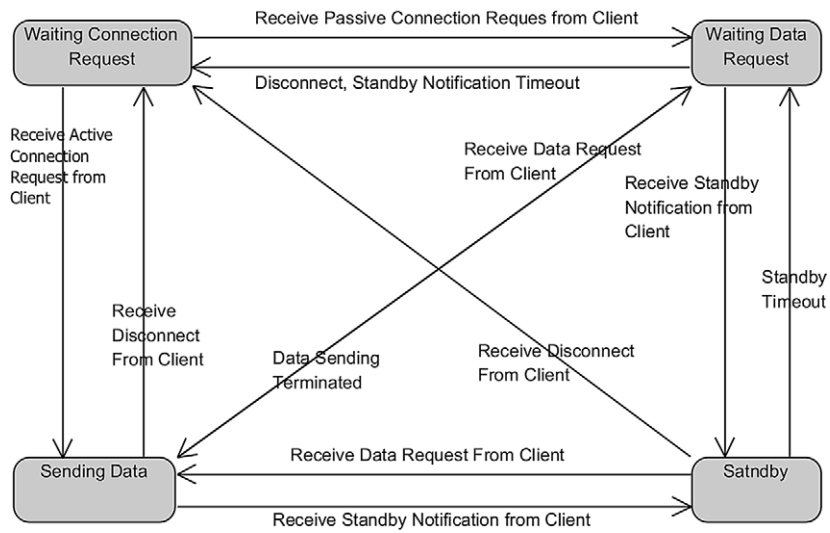 Receive Passive Connection Reques from Client
Waiting Connection
Request
Waiting Data
Request
Disconnect, Standby Notification Timeout
Receive Active
Connection
Request from
Client
Receive Data Request
From Client
Receive Standby
Notification from
Client
Standby
Timeout
Receive
Disconnect
From Client
Data Sending
Terminated
Receive Disconnect
From Client
Receive Data Request From Client
Sending Data
Satndby
Receive Standby Notification from Client